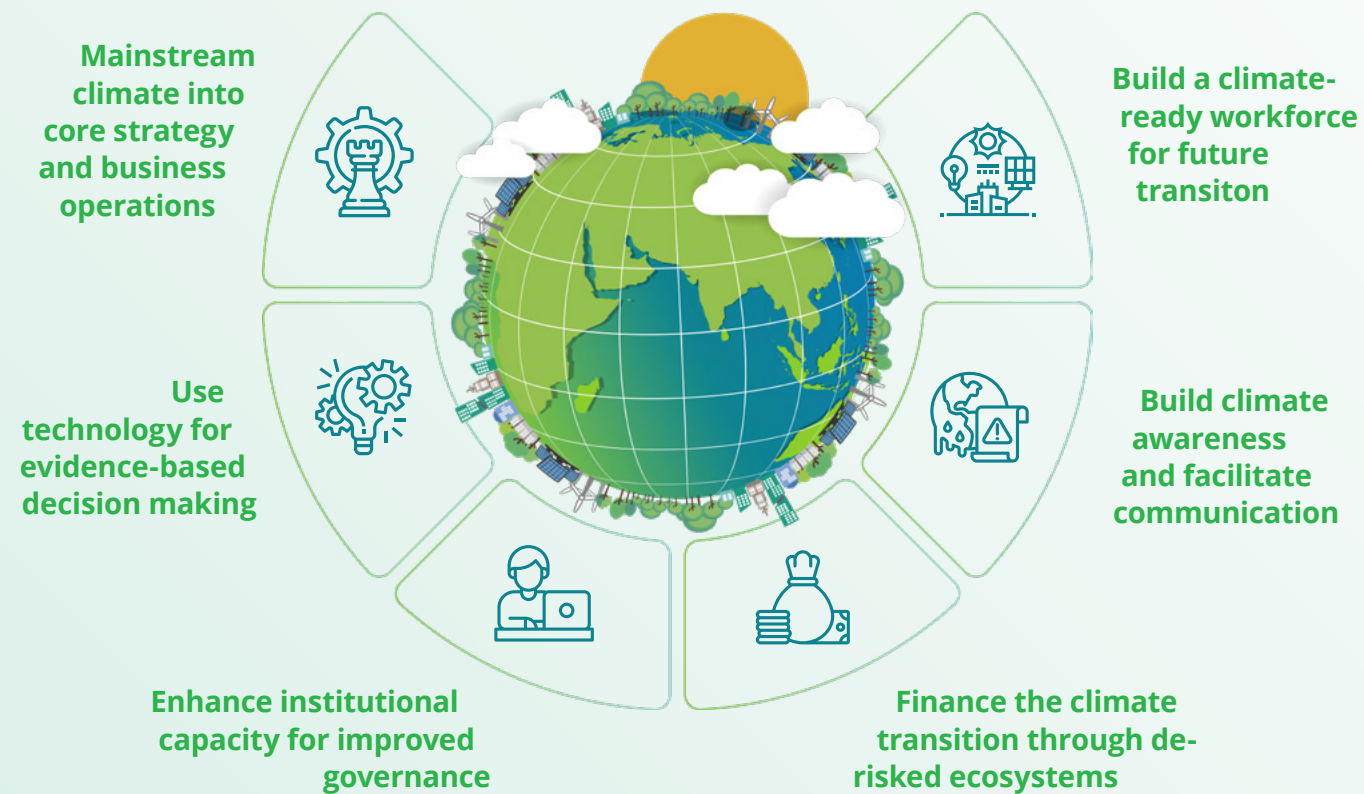 Mainstream
climate into
core strategy
and business
operations
Use
technology for
evidence-based
decision making
Enhance institutional
capacity for improved
governance
Finance the climate
transition through de-
risked ecosystems
Build climate
awareness
and facilitate
communication
Build a climate-
ready workforce
for future
transiton